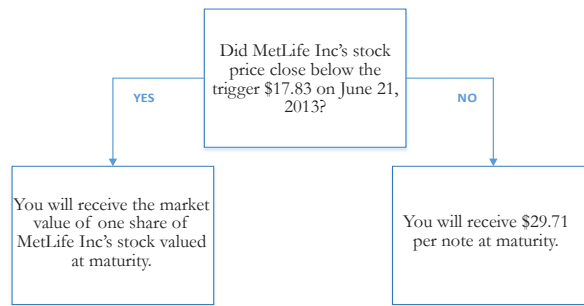 Did MetLife Inc's stock
price close below the
trigger $17.83 on June 21,
2013?
YES
NO
You will receive the market
value of one share of
MetLife Inc's stock valued
at maturity.
You will receive $29.71
per note at maturity.